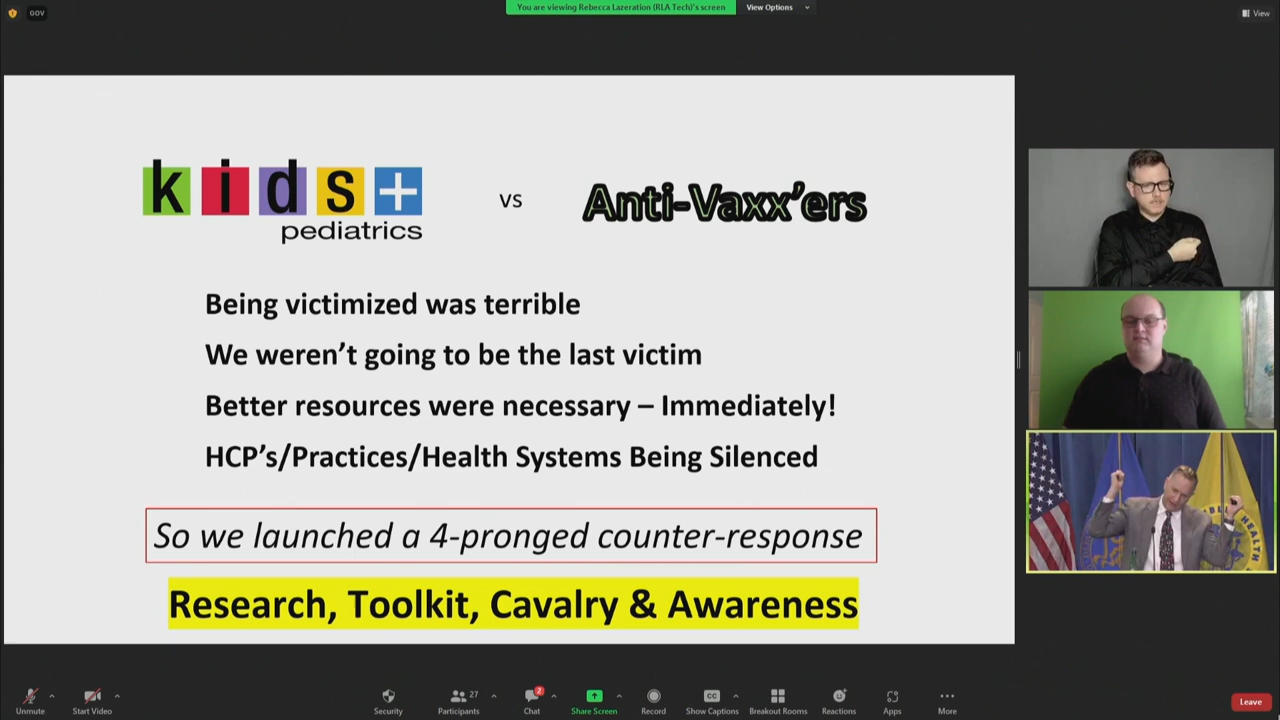 GOV
You are viewing Rebecca Lazeration (RLA Tech)'s screen
View Options
View
kids+
pediatrics
vs
Anti-Vaxx'ers
Being victimized was terrible
We weren't going to be the last victim
Better resources were necessary – Immediately!
HCP's/Practices/Health Systems Being Silenced
So we launched a 4-pronged counter-response
Research, Toolkit, Cavalry & Awareness
Unmute
Start Video
Security
Participants
27
Chat
2
Share Screen
Record
CC
Show Captions
Breakout Rooms
Reactions
Apps
More
Leave